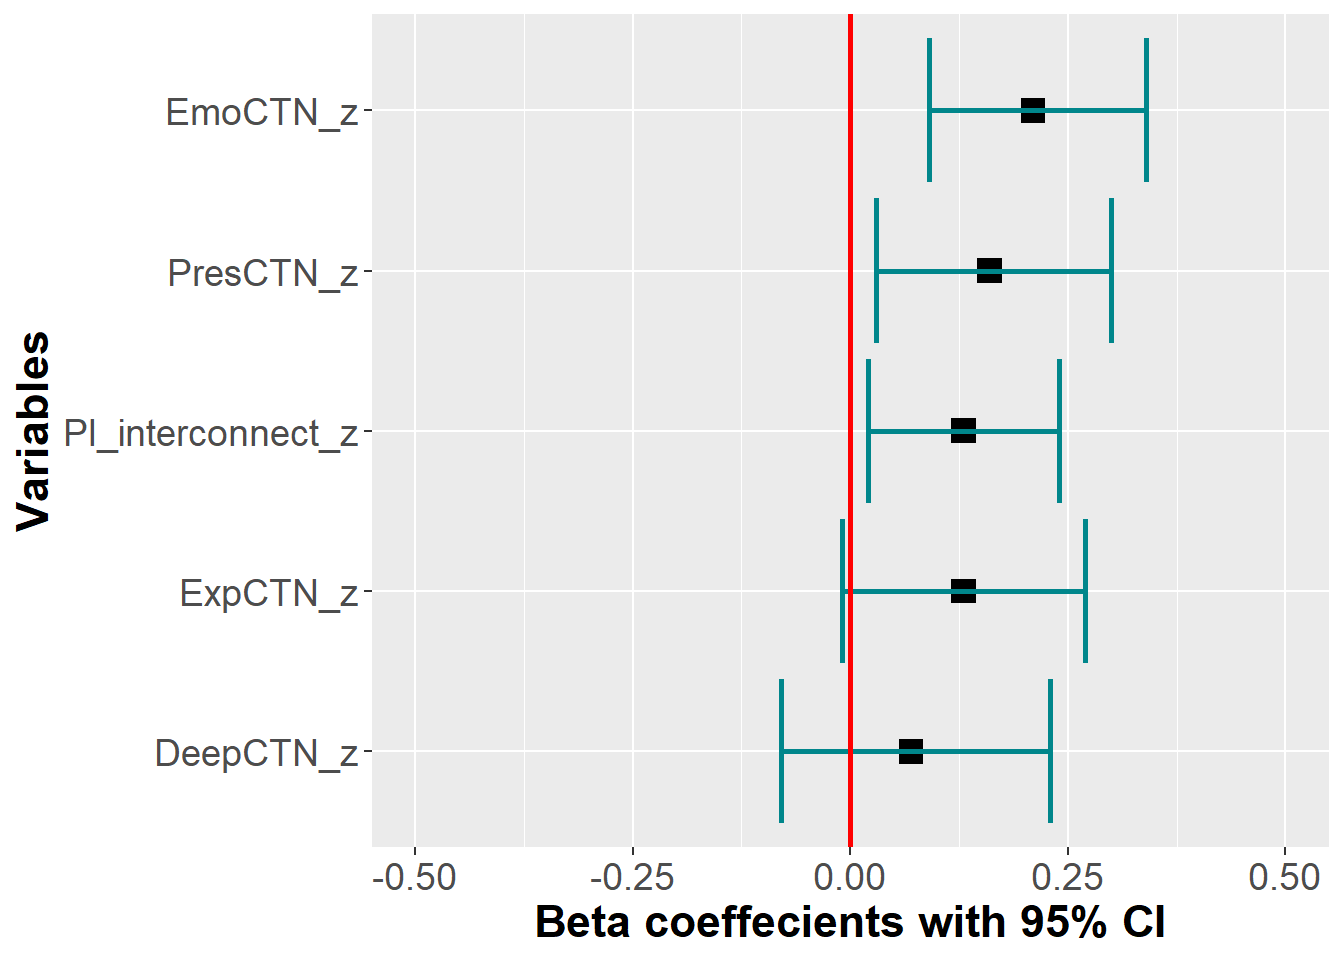 Variables
EmoCTN_z
PresCTN_z
Pl_interconnect_z
ExpCTN_z
DeepCTN_z
-0.50 -0.25 0.00 0.25 0.50
Beta coeffecients with 95% CI